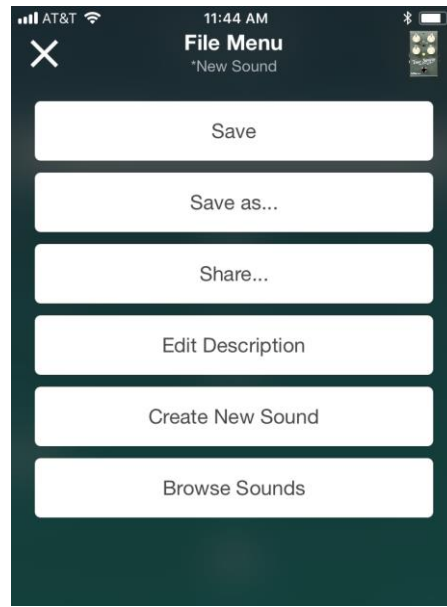 AT&T 11:44 AM
File Menu
*New Sound
Save
Save as...
Share...
Edit Description
Create New Sound
Browse Sounds